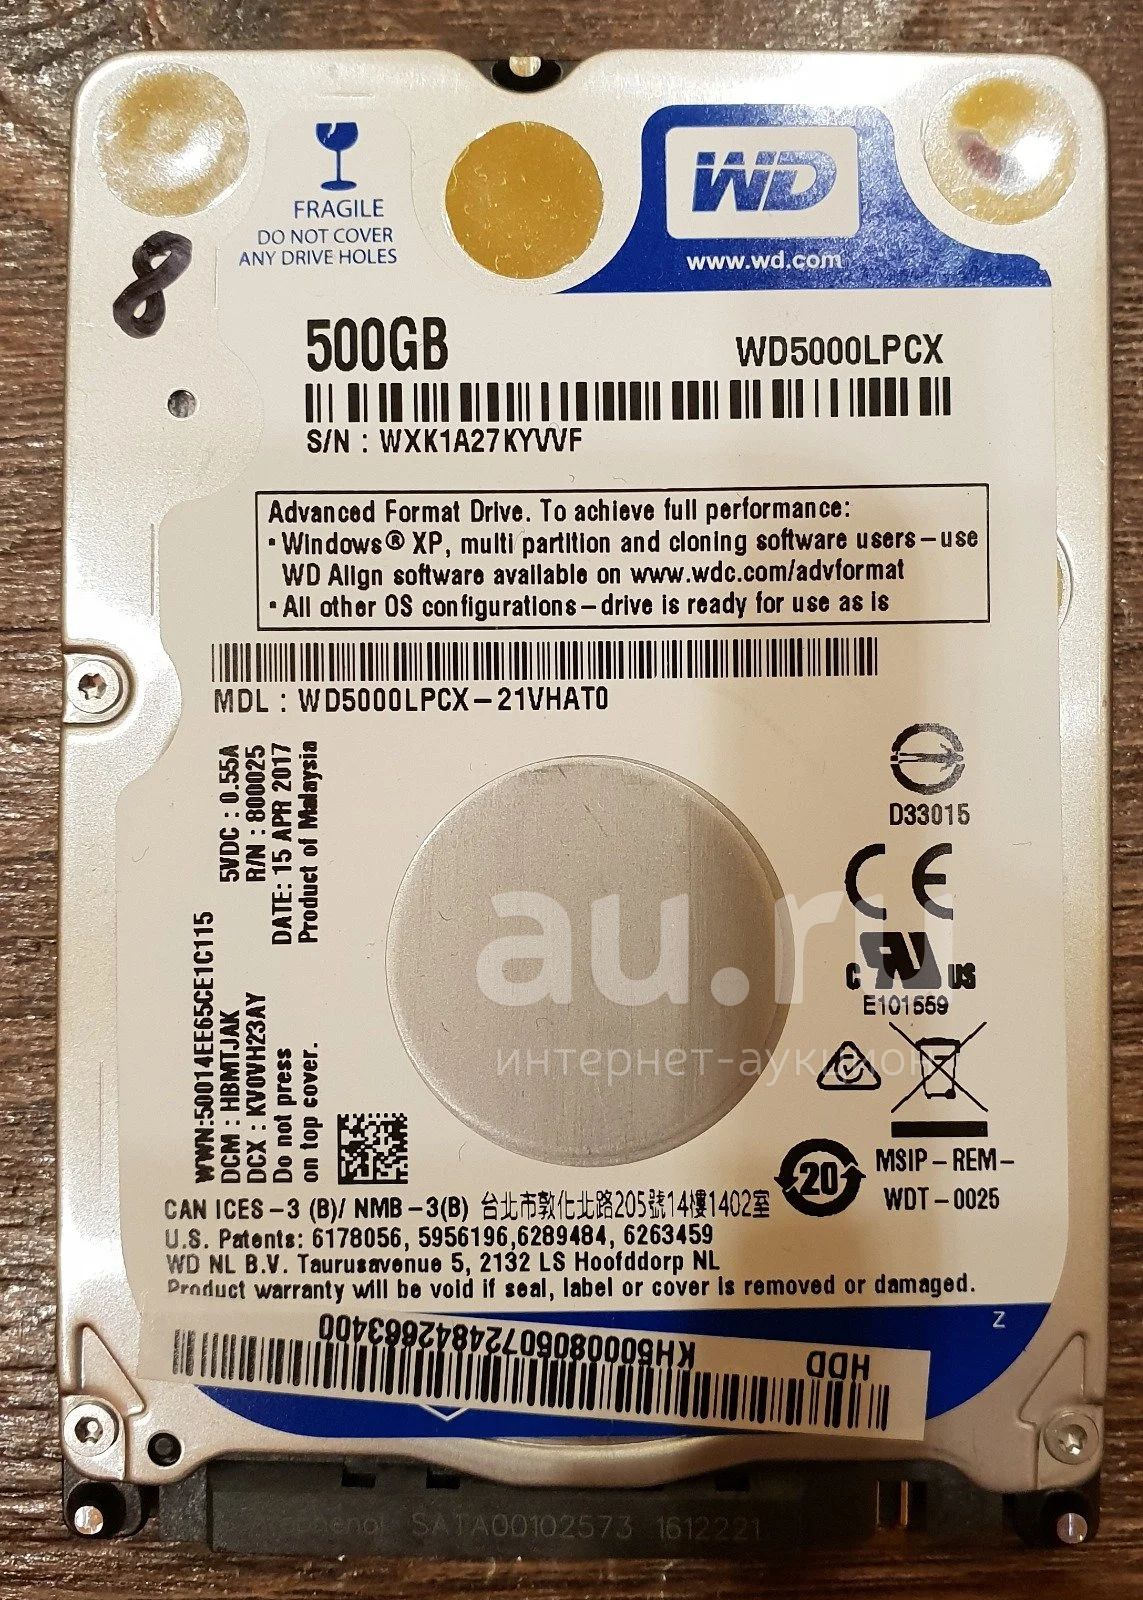 FRAGILE
DO NOT COVER
ANY DRIVE HOLES
WD
www.wd.com
8
500GB
WD5000LPCX
S/N : WXK1A27KYVVF
Advanced Format Drive. To achieve full performance:
▪ Windows® XP, multi partition and cloning software users–use
WD Align software available on www.wdc.com/advformat
▪ All other OS configurations–drive is ready for use as is
MDL : WD5000LPCX–21VHAT0
5VDC : 0.55A
R/N : 800025
DATE: 15 APR 2017
Product of Malaysia
WWN:50014EE65CE1C115
DCM : HBMTJAK
DCX : KV0VH23AY
Do not press
on top cover.
D33015
CE
C RU US
E101559
au.ru
интернет-аукцион
20
MSIP–REM–
WDT–0025
CAN ICES–3 (B)/ NMB–3(B) 台北市敦化北路205號14樓1402室
U.S. Patents: 6178056, 5956196,6289484, 6263459
WD NL B.V. Taurusavenue 5, 2132 LS Hoofddorp NL
Product warranty will be void if seal, label or cover is removed or damaged.
Z
HDD
KH5000806072484266340​0
SATA00102573 1612221